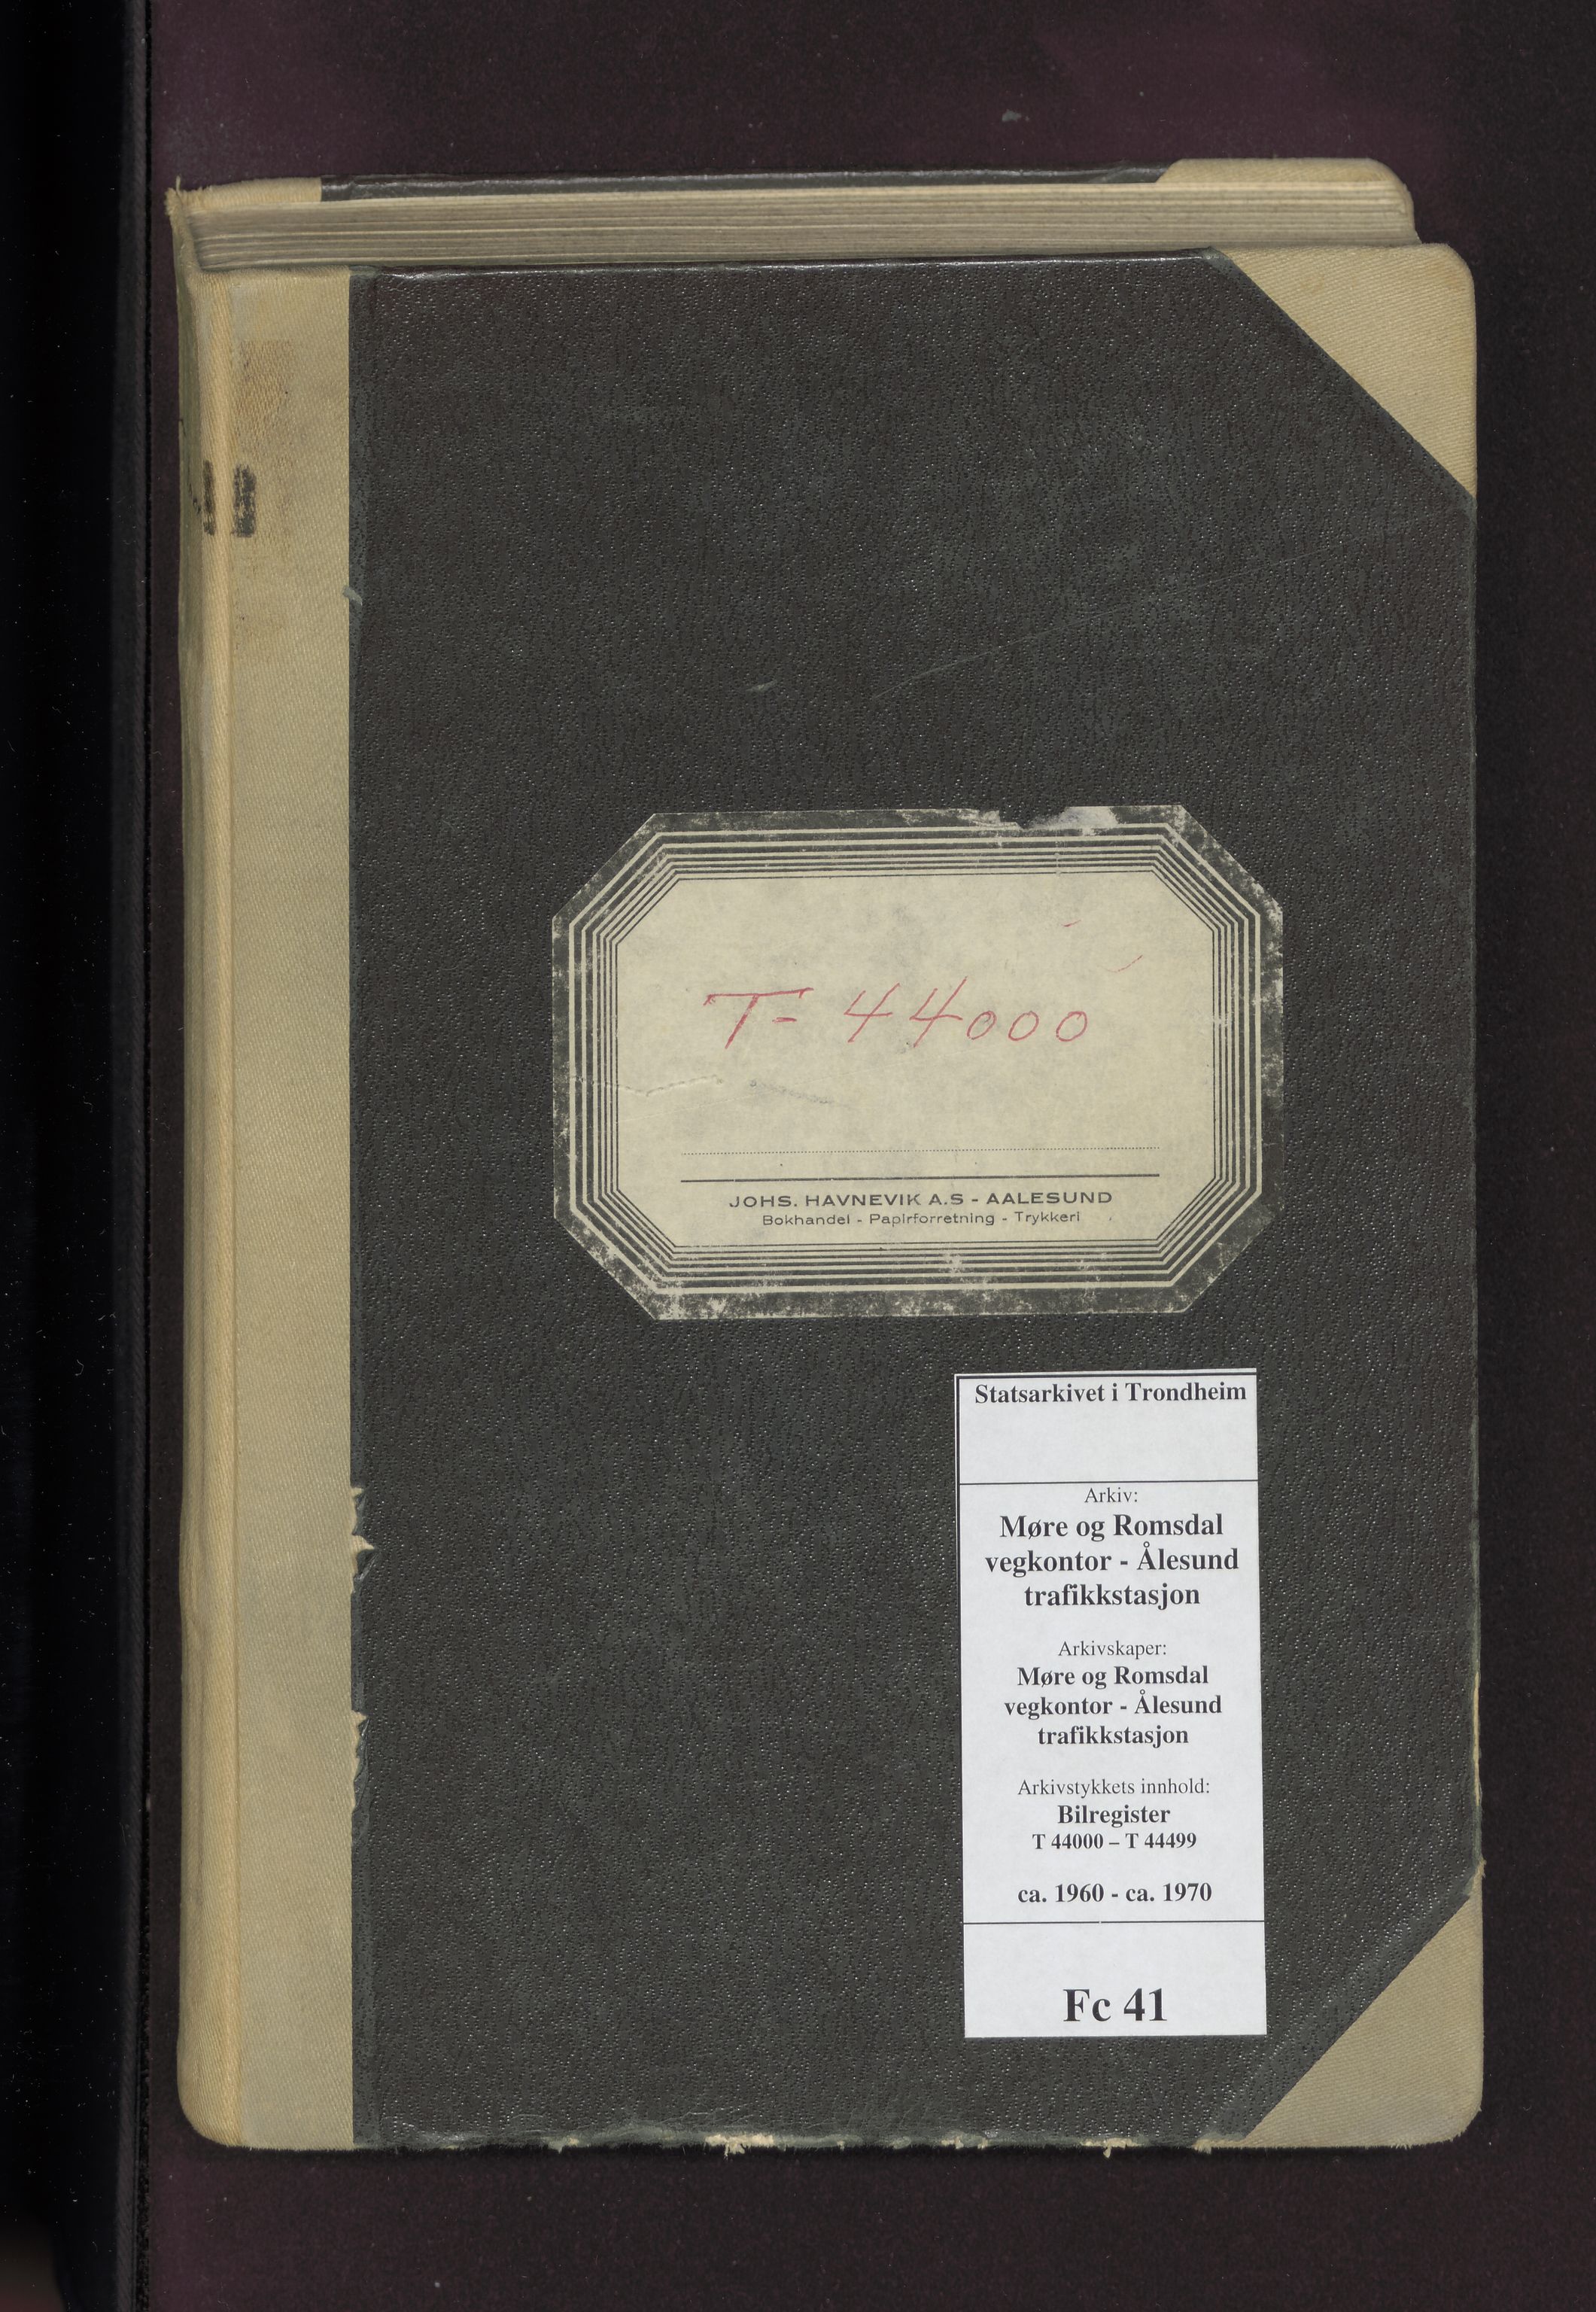 T- 44000
JOHS. HAVNEVIK A.S - AALESUND
Bokhandel - Papirforretning - Trykkeri
Statsarkivet i Trondheim
Arkiv:
Møre og Romsdal
vegkontor - Ålesund
trafikkstasjon
Arkivskaper:
Møre og Romsdal
vegkontor - Ålesund
trafikkstasjon
Arkivstykkets innhold:
Bilregister
T 44000 – T 44499
ca. 1960 - ca. 1970
Fc 41